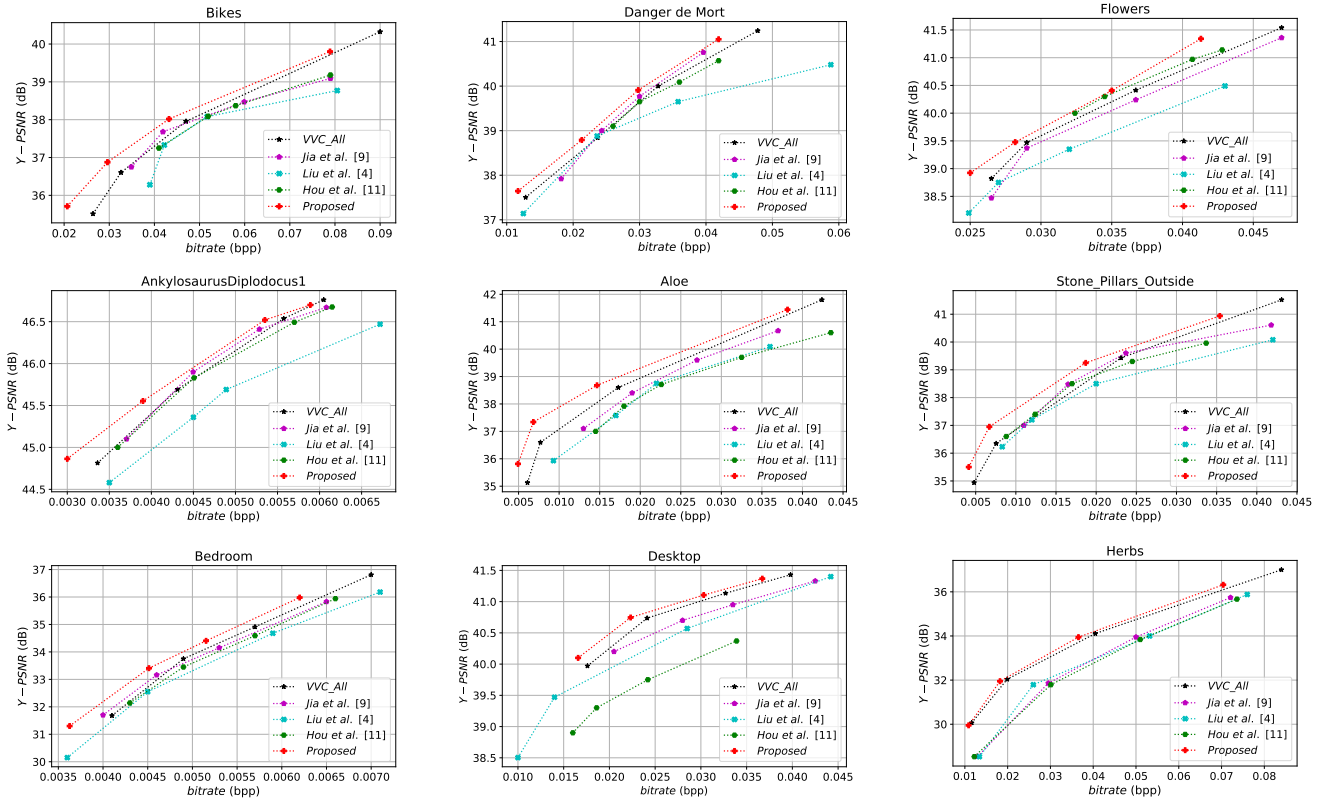 Bikes
Y − PSNR (dB)
40
39
38
37
36
0.02 0.03 0.04 0.05 0.06 0.07 0.08 0.09
bitrate (bpp)
VVC_All
Jia et al. [9]
Liu et al. [4]
Hou et al. [11]
Proposed
Danger de Mort
Y − PSNR (dB)
41
40
39
38
37
0.01 0.02 0.03 0.04 0.05 0.06
bitrate (bpp)
VVC_All
Jia et al. [9]
Liu et al. [4]
Hou et al. [11]
Proposed
Flowers
Y − PSNR (dB)
41.5
41.0
40.5
40.0
39.5
39.0
38.5
0.025 0.030 0.035 0.040 0.045
bitrate (bpp)
VVC_All
Jia et al. [9]
Liu et al. [4]
Hou et al. [11]
Proposed
AnkylosaurusDiplodocus1
Y − PSNR (dB)
46.5
46.0
45.5
45.0
44.5
0.0030 0.0035 0.0040 0.0045 0.0050 0.0055 0.0060 0.0065
bitrate (bpp)
VVC_All
Jia et al. [9]
Liu et al. [4]
Hou et al. [11]
Proposed
Aloe
Y − PSNR (dB)
42
41
40
39
38
37
36
35
0.005 0.010 0.015 0.020 0.025 0.030 0.035 0.040 0.045
bitrate (bpp)
VVC_All
Jia et al. [9]
Liu et al. [4]
Hou et al. [11]
Proposed
Stone_Pillars_Outside
Y − PSNR (dB)
41
40
39
38
37
36
35
0.005 0.010 0.015 0.020 0.025 0.030 0.035 0.040 0.045
bitrate (bpp)
VVC_All
Jia et al. [9]
Liu et al. [4]
Hou et al. [11]
Proposed
Bedroom
Y − PSNR (dB)
37
36
35
34
33
32
31
30
0.0035 0.0040 0.0045 0.0050 0.0055 0.0060 0.0065 0.0070
bitrate (bpp)
VVC_All
Jia et al. [9]
Liu et al. [4]
Hou et al. [11]
Proposed
Desktop
Y − PSNR (dB)
41.5
41.0
40.5
40.0
39.5
39.0
38.5
0.010 0.015 0.020 0.025 0.030 0.035 0.040 0.045
bitrate (bpp)
VVC_All
Jia et al. [9]
Liu et al. [4]
Hou et al. [11]
Proposed
Herbs
Y − PSNR (dB)
36
34
32
30
0.01 0.02 0.03 0.04 0.05 0.06 0.07 0.08
bitrate (bpp)
VVC_All
Jia et al. [9]
Liu et al. [4]
Hou et al. [11]
Proposed